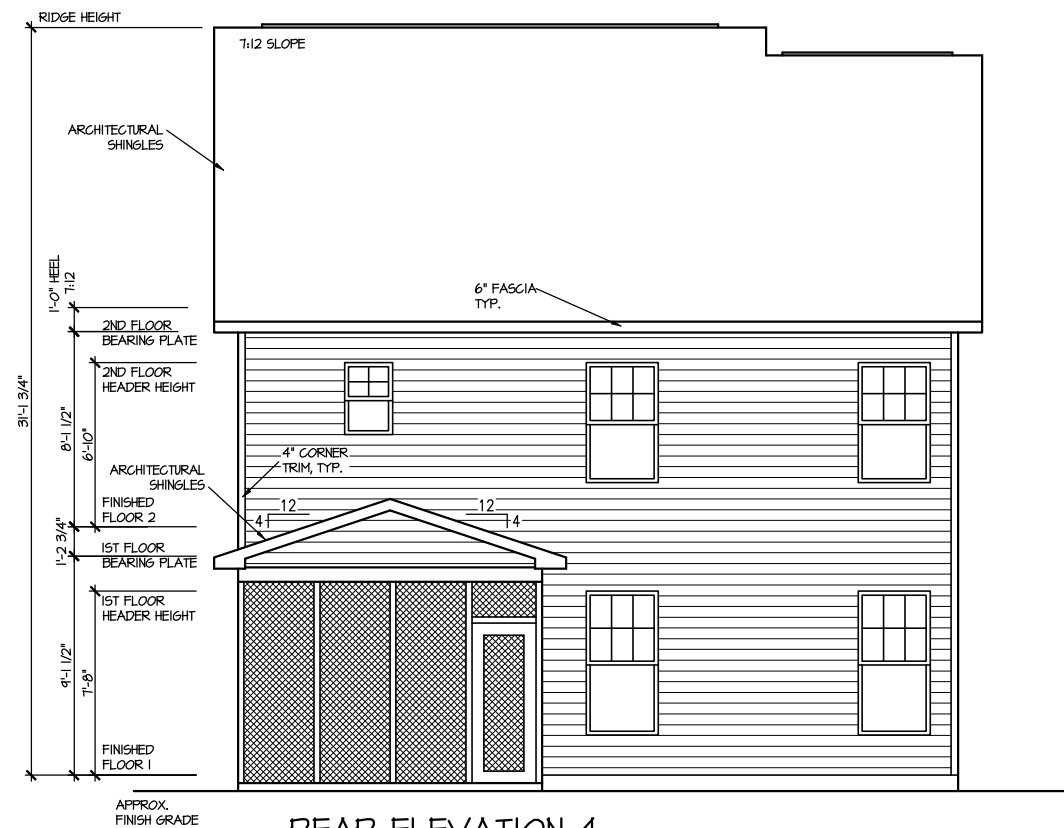 RIDGE HEIGHT
7:12 SLOPE
ARCHITECTURAL
SHINGLES
1'-0" HEEL
7:12
6" FASCIA
TYP.
2ND FLOOR
BEARING PLATE
2ND FLOOR
HEADER HEIGHT
31'-1 3/4"
8'-1 1/2"
6'-10"
4" CORNER
TRIM, TYP.
ARCHITECTURAL
SHINGLES
FINISHED
FLOOR 2
12
4
12
4
1'-2 3/4"
1ST FLOOR
BEARING PLATE
1ST FLOOR
HEADER HEIGHT
9'-1 1/2"
7'-8"
FINISHED
FLOOR 1
APPROX.
FINISH GRADE
REAR ELEVATION 4